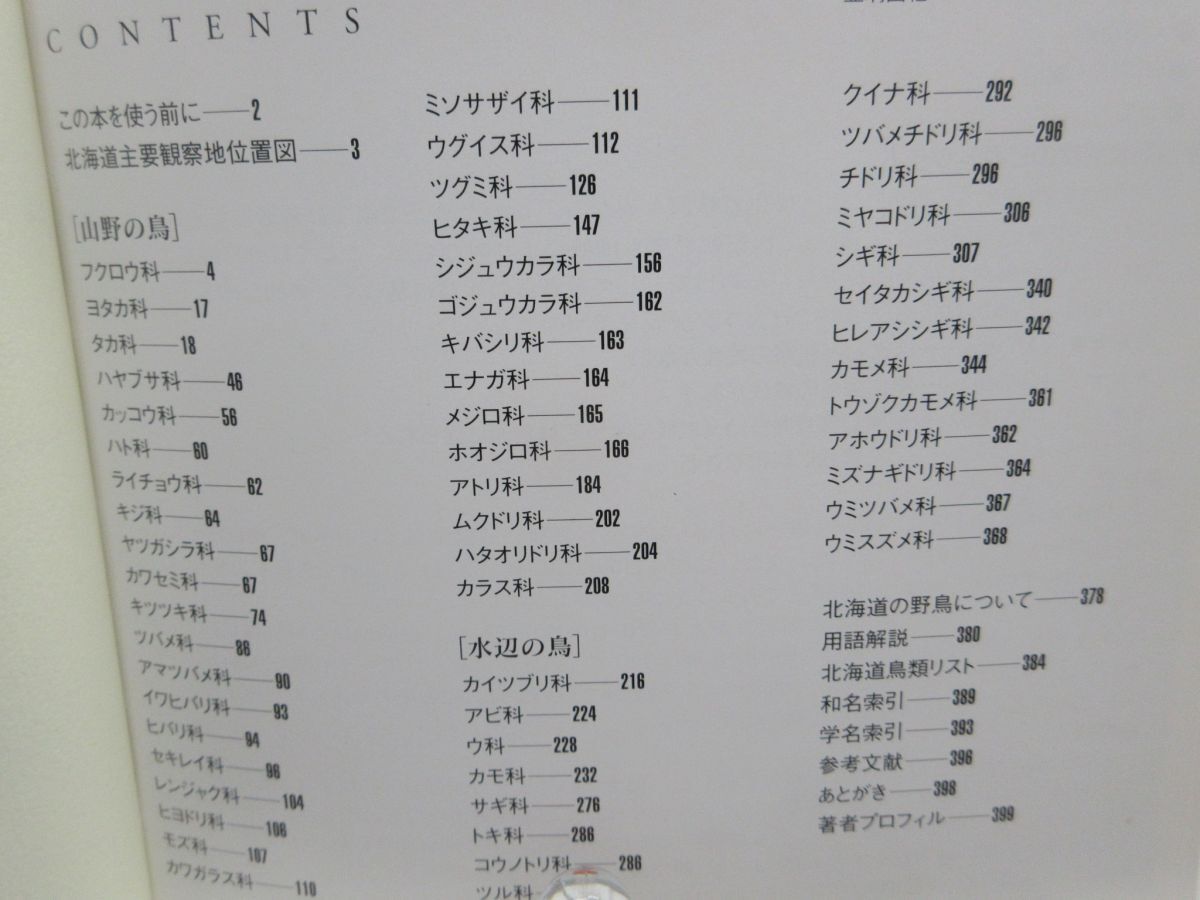 CONTENTS
この本を使う前に——2
北海道主要観察地位置図——3
[山野の鳥]
フクロウ科——4
ヨタカ科——17
タカ科——18
ハヤブサ科——46
カッコウ科——56
ハト科——60
ライチョウ科——62
キジ科——64
ヤツガシラ科——67
カワセミ科——67
キツツキ科——74
ツバメ科——86
アマツバメ科——90
イワヒバリ科——93
ヒバリ科——94
セキレイ科——96
レンジャク科——104
ヒヨドリ科——106
モズ科——107
カワガラス科——110
ミソサザイ科——111
ウグイス科——112
ツグミ科——126
ヒタキ科——147
シジュウカラ科——156
ゴジュウカラ科——162
キバシリ科——163
エナガ科——164
メジロ科——165
ホオジロ科——166
アトリ科——184
ムクドリ科——202
ハタオリドリ科——204
カラス科——208
[水辺の鳥]
カイツブリ科——216
アビ科——224
ウ科——228
カモ科——232
サギ科——276
トキ科——286
コウノトリ科——286
ツル科—
クイナ科——292
ツバメチドリ科——296
チドリ科——296
ミヤコドリ科——306
シギ科——307
セイタカシギ科——340
ヒレアシシギ科——342
カモメ科——344
トウゾクカモメ科——361
アホウドリ科——362
ミズナギドリ科——364
ウミツバメ科——367
ウミスズメ科——368
北海道の野鳥について——378
用語解説——380
北海道鳥類リスト——384
和名索引——389
学名索引——393
参考文献——396
あとがき——398
著者プロフィル——399